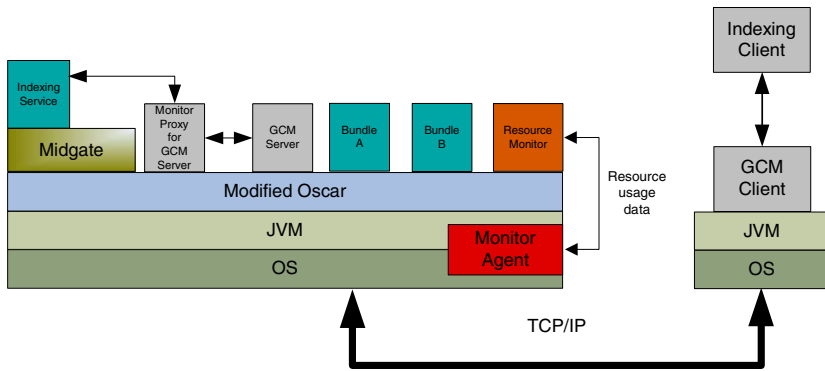 Indexing
Client
Indexing
Service
Monitor
Proxy
for
GCM
Server
GCM
Server
Bundle
A
Bundle
B
Resource
Monitor
Midgate
Resource
usage
data
GCM
Client
Modified Oscar
JVM
Monitor
Agent
OS
JVM
OS
TCP/IP